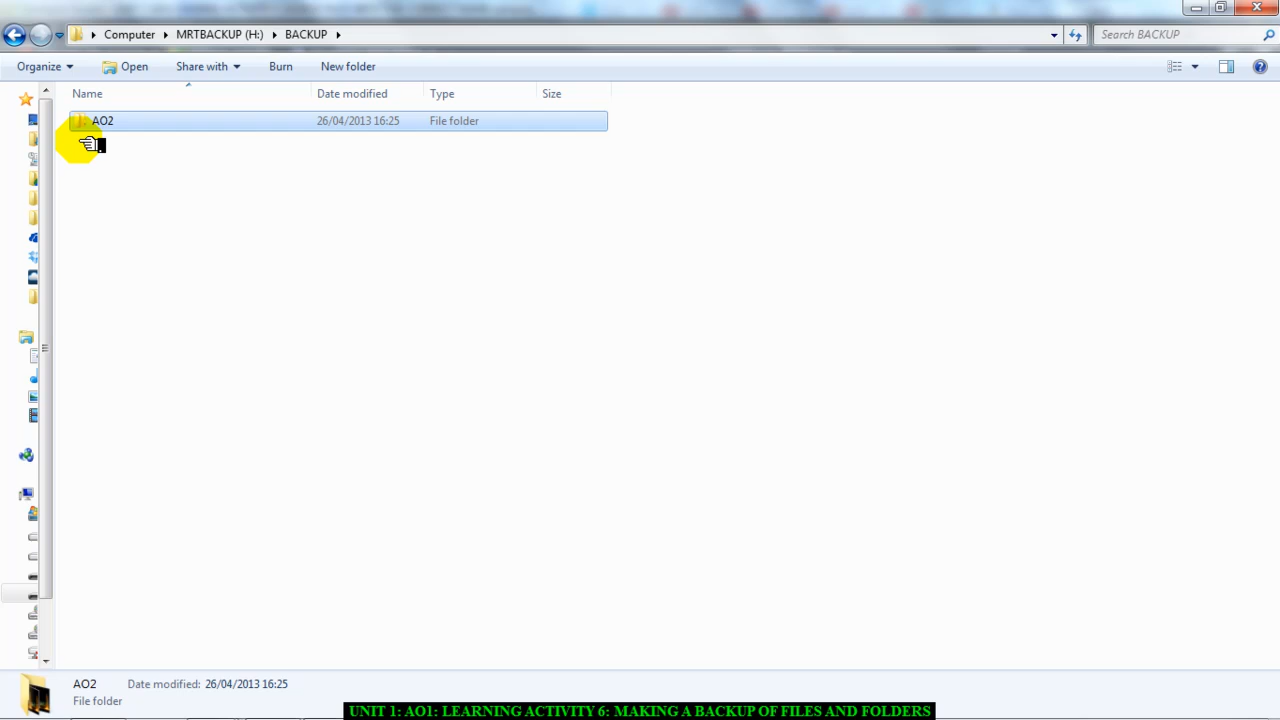 Computer MRTBACKUP (H:) BACKUP Search BACKUP
Organize Open Share with Burn New folder
Name Date modified Type Size
AO2 26/04/2013 16:25 File folder
AO2 Date modified: 26/04/2013 16:25
File folder
UNIT 1: AO1: LEARNING ACTIVITY 6: MAKING A BACKUP OF FILES AND FOLDERS